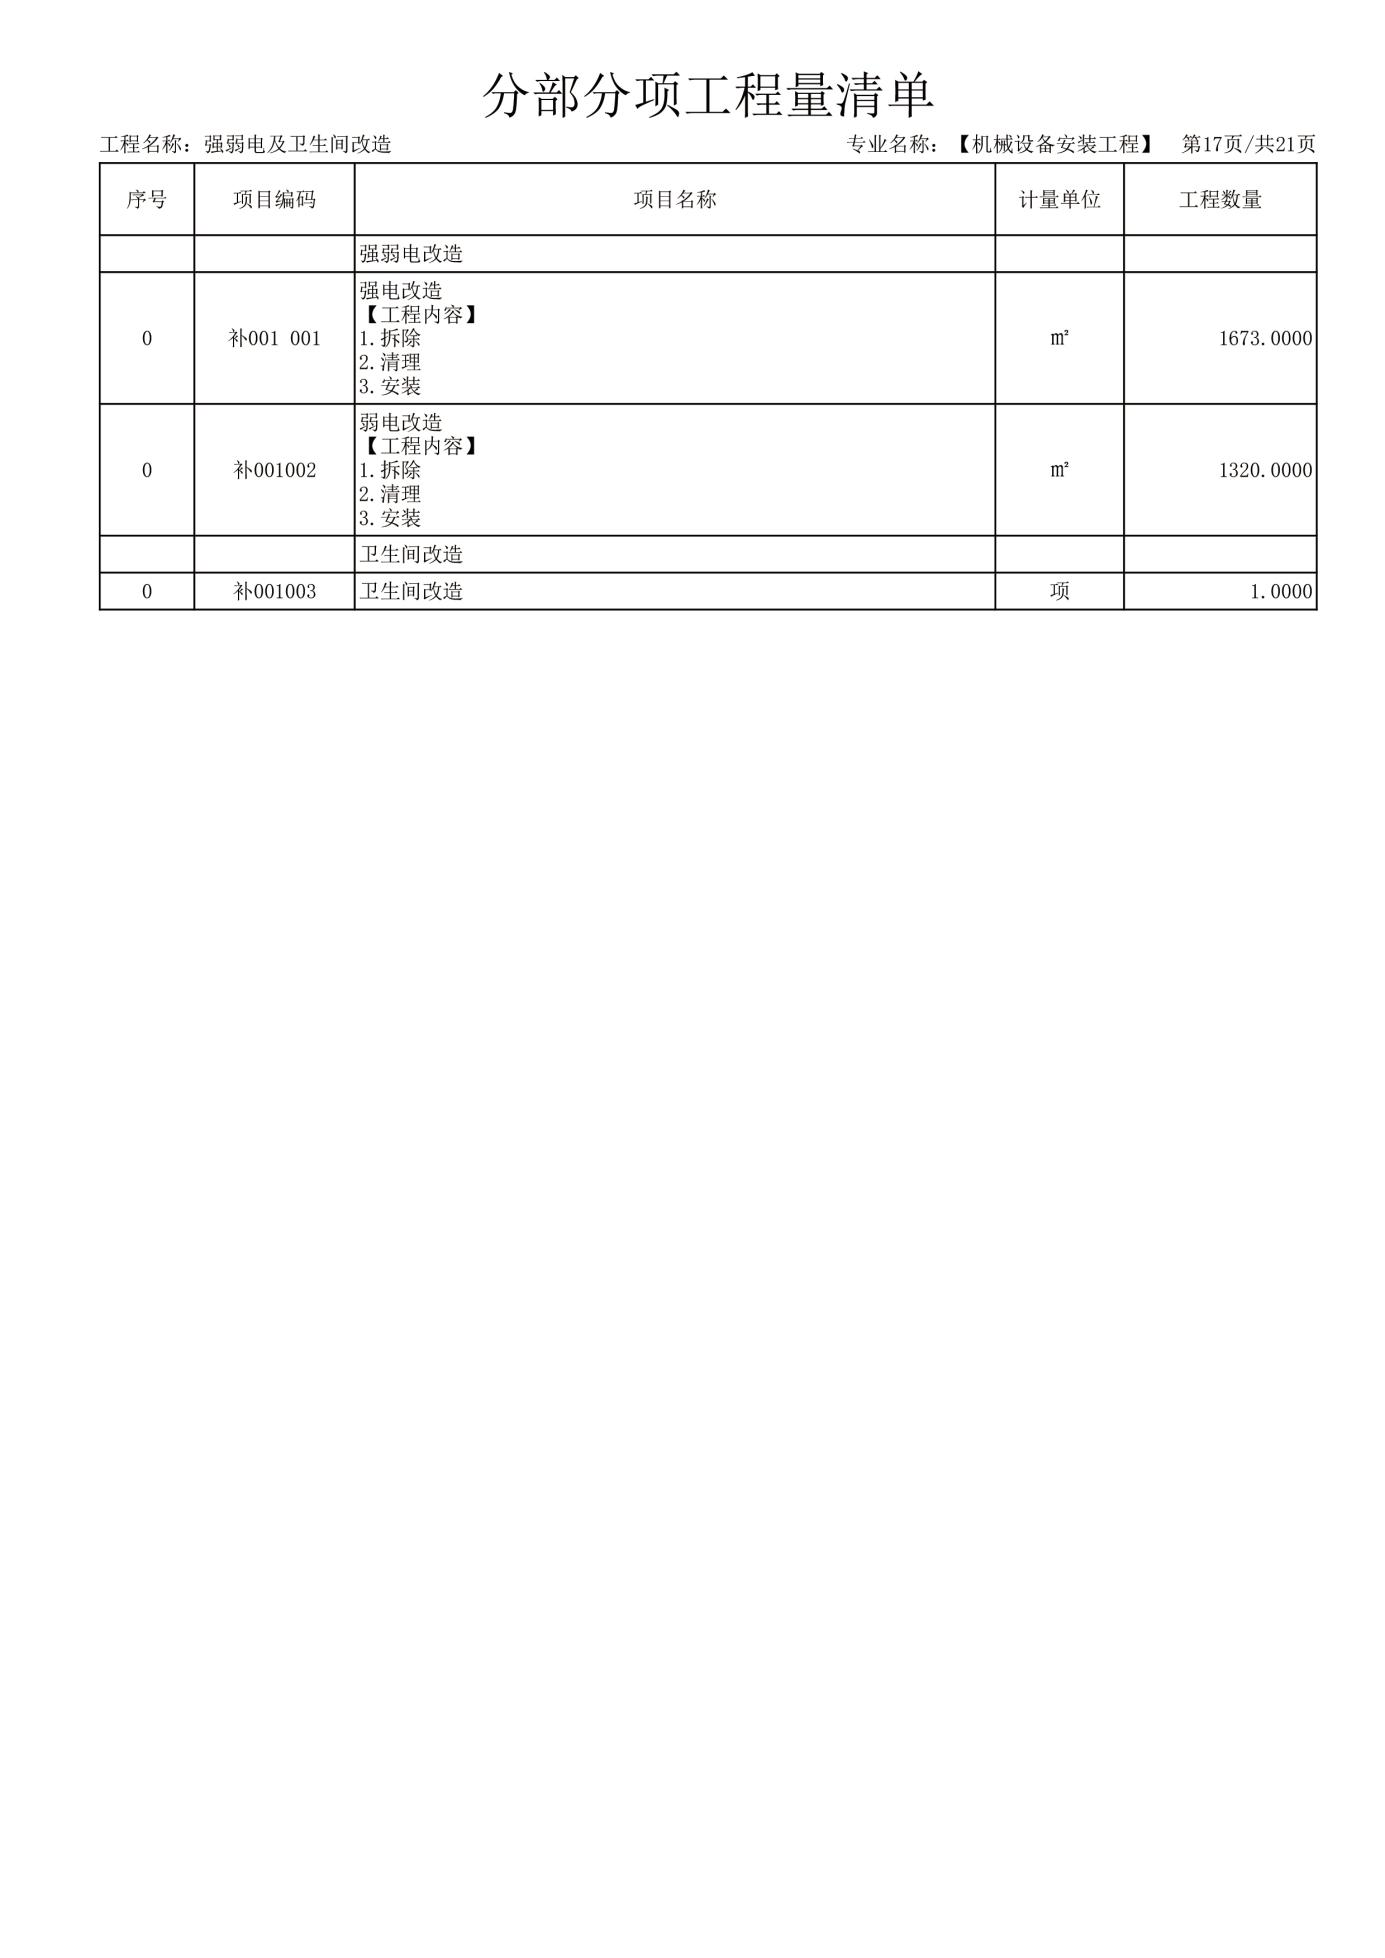 分部分项工程量清单
工程名称：强弱电及卫生间改造 专业名称：【机械设备安装工程】 第17页/共21页
序号 项目编码 项目名称 计量单位 工程数量
强弱电改造
强电改造
【工程内容】
0 补001 001 1.拆除 ㎡ 1673.0000
2.清理
3.安装
弱电改造
【工程内容】
0 补001002 1.拆除 ㎡ 1320.0000
2.清理
3.安装
卫生间改造
0 补001003 卫生间改造 项 1.0000